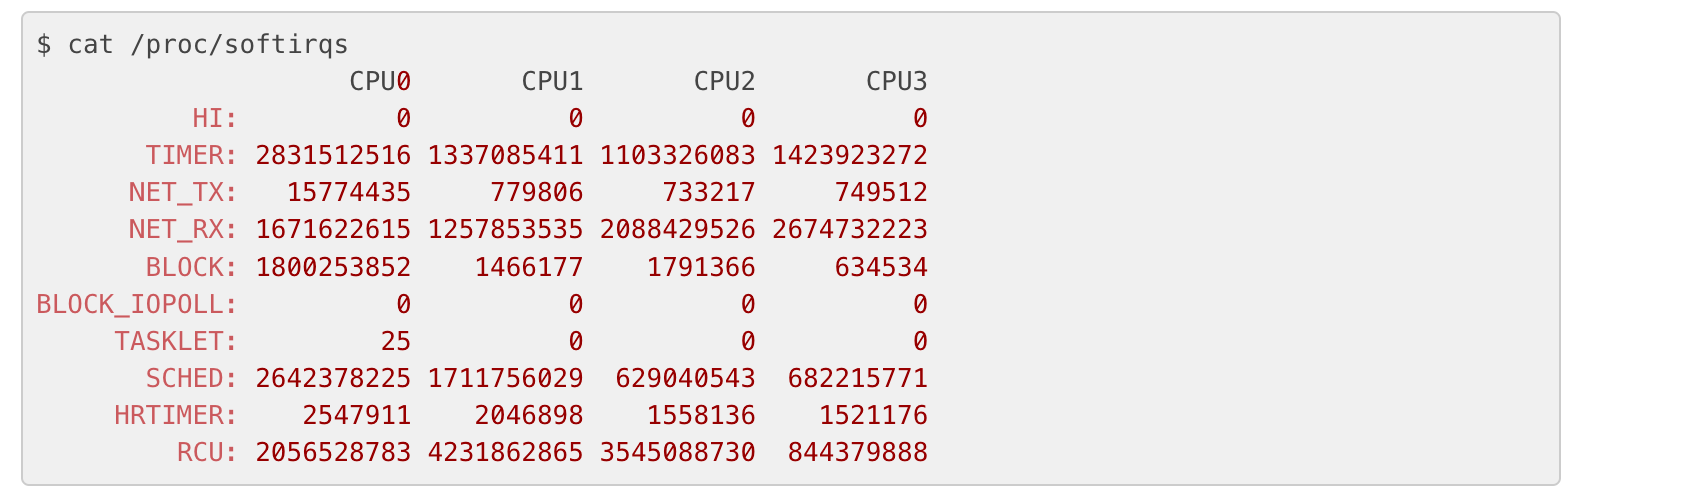 $ cat /proc/softirqs
                    CPU0       CPU1       CPU2       CPU3
          HI:          0          0          0          0
       TIMER: 2831512516 1337085411 1103326083 1423923272
      NET_TX:   15774435     779806     733217     749512
      NET_RX: 1671622615 1257853535 2088429526 2674732223
       BLOCK: 1800253852    1466177    1791366     634534
BLOCK_IOPOLL:          0          0          0          0
     TASKLET:         25          0          0          0
       SCHED: 2642378225 1711756029  629040543  682215771
     HRTIMER:    2547911    2046898    1558136    1521176
         RCU: 2056528783 4231862865 3545088730  844379888